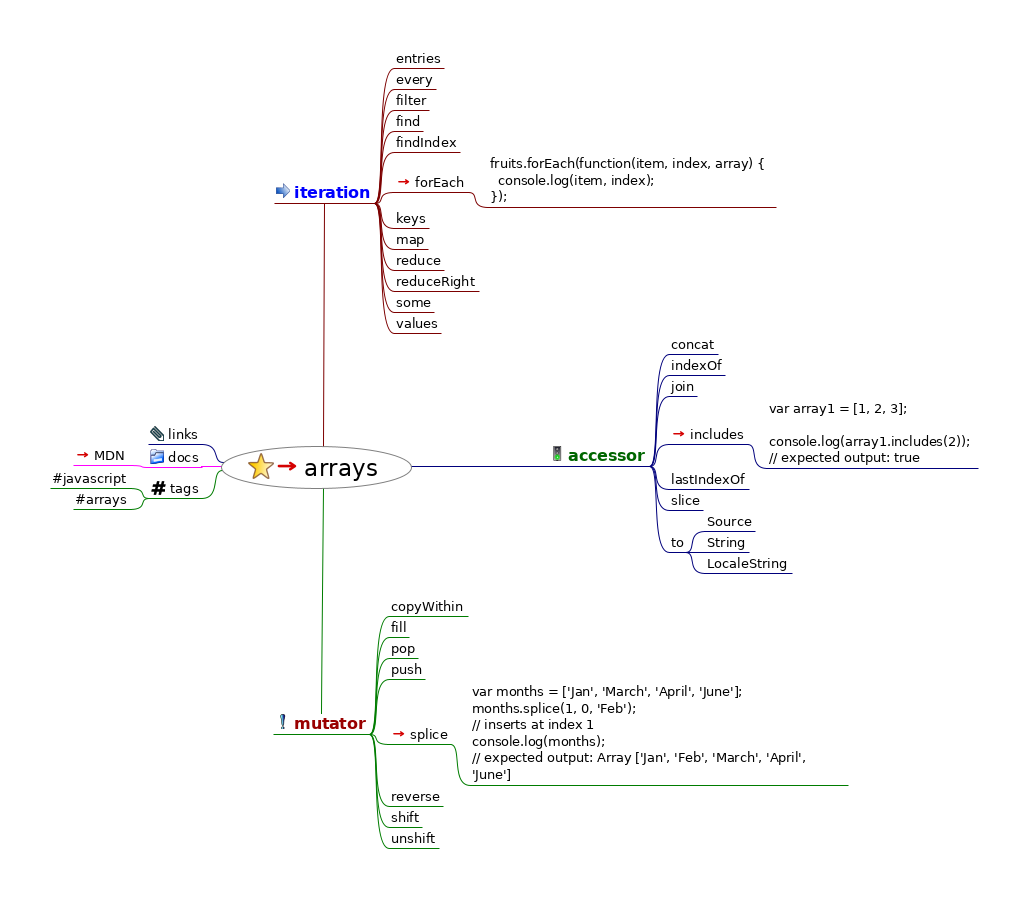 entries
every
filter
find
findIndex
iteration
forEach
fruits.forEach(function(item, index, array) {
console.log(item, index);
});
keys
map
reduce
reduceRight
some
values
links
docs
MDN
tags
#javascript
#arrays
arrays
accessor
concat
indexOf
join
includes
var array1 = [1, 2, 3];
console.log(array1.includes(2));
// expected output: true
lastIndexOf
slice
to
Source
String
LocaleString
mutator
copyWithin
fill
pop
push
splice
var months = ['Jan', 'March', 'April', 'June'];
months.splice(1, 0, 'Feb');
// inserts at index 1
console.log(months);
// expected output: Array ['Jan', 'Feb', 'March', 'April',
'June']
reverse
shift
unshift